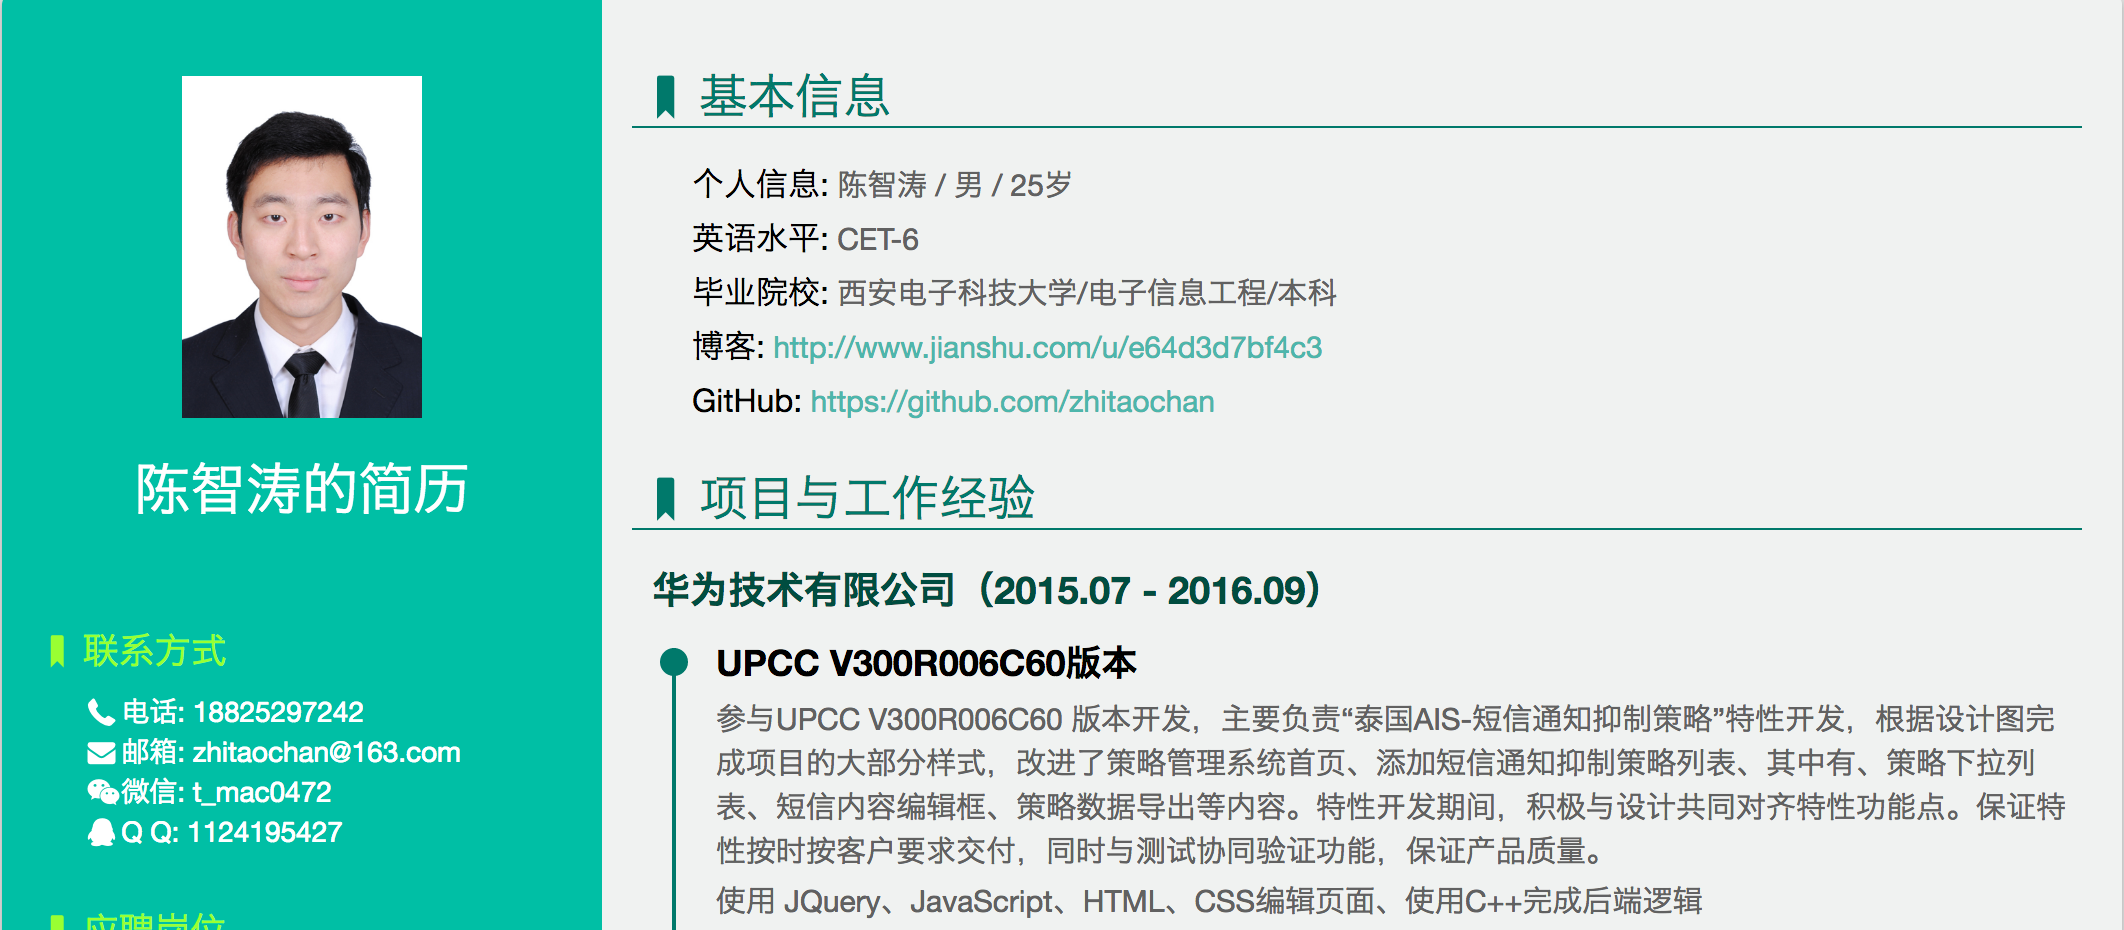 陈智涛的简历
联系方式
电话: 18825297242
邮箱: zhitaochan@163.com
微信: t_mac0472
Q Q: 1124195427
应聘岗位
基本信息
个人信息: 陈智涛 / 男 / 25岁
英语水平: CET-6
毕业院校: 西安电子科技大学/电子信息工程/本科
博客: http://www.jianshu.com/u/e64d3d7bf4c3
GitHub: https://github.com/zhitaochan
项目与工作经验
华为技术有限公司（2015.07 - 2016.09）
UPCC V300R006C60版本
参与UPCC V300R006C60 版本开发，主要负责“泰国AIS-短信通知抑制策略”特性开发，根据设计图完
成项目的大部分样式，改进了策略管理系统首页、添加短信通知抑制策略列表、其中有、策略下拉列
表、短信内容编辑框、策略数据导出等内容。特性开发期间，积极与设计共同对齐特性功能点。保证特
性按时按客户要求交付，同时与测试协同验证功能，保证产品质量。
使用 JQuery、JavaScript、HTML、CSS编辑页面、使用C++完成后端逻辑